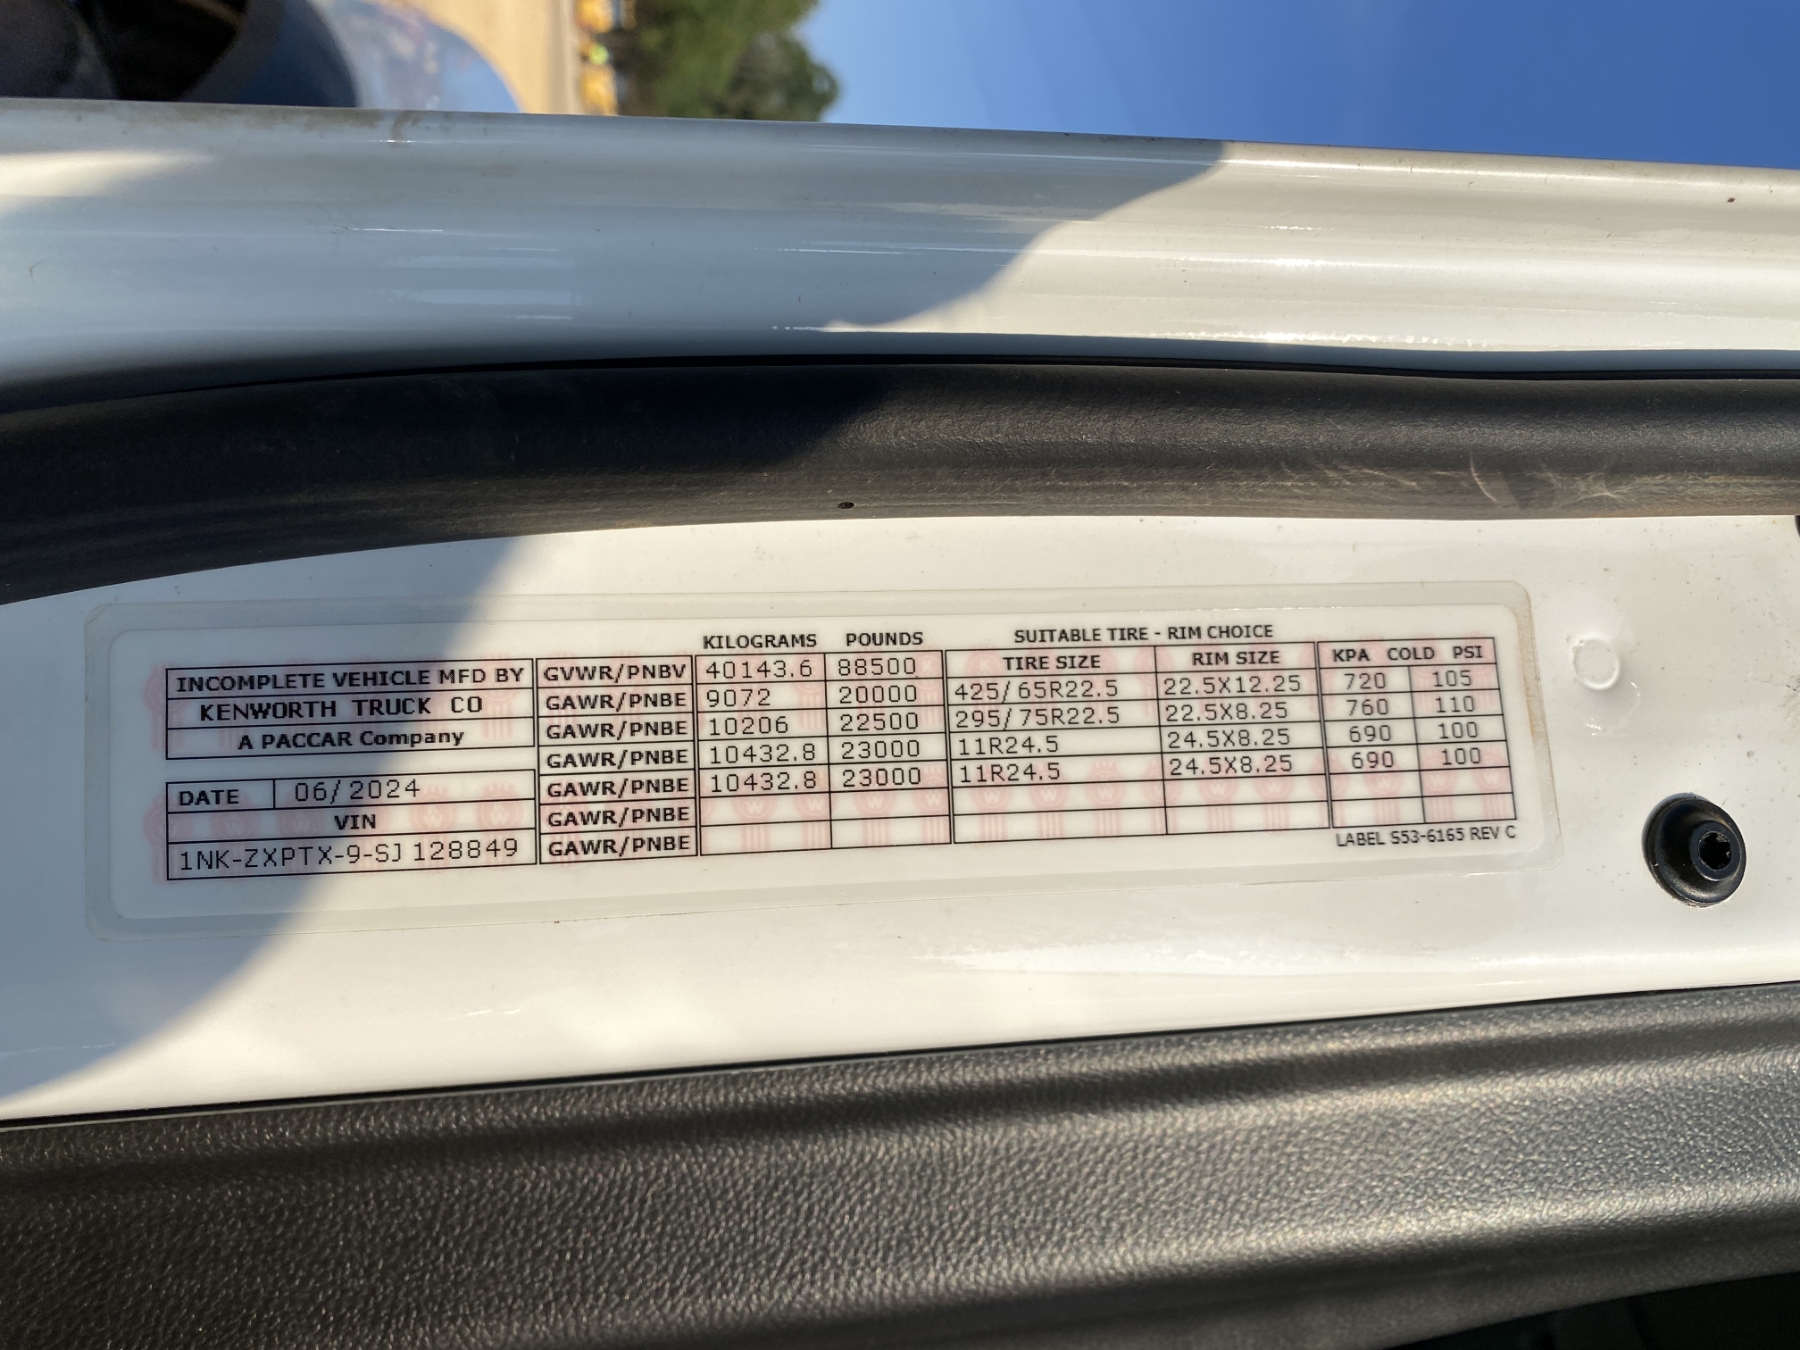 KILOGRAMS POUNDS SUITABLE TIRE - RIM CHOICE
INCOMPLETE VEHICLE MFD BY GVWR/PNBV 40143.6 88500 TIRE SIZE RIM SIZE KPA COLD PSI
KENWORTH TRUCK CO GAWR/PNBE 9072 20000 425/65R22.5 22.5X12.25 720 105
A PACCAR Company GAWR/PNBE 10206 22500 295/75R22.5 22.5X8.25 760 110
GAWR/PNBE 10432.8 23000 11R24.5 24.5X8.25 690 100
DATE 06/2024 GAWR/PNBE 10432.8 23000 11R24.5 24.5X8.25 690 100
VIN GAWR/PNBE
1NK-ZXPTX-9-SJ128849 GAWR/PNBE
LABEL S53-6165 REV C